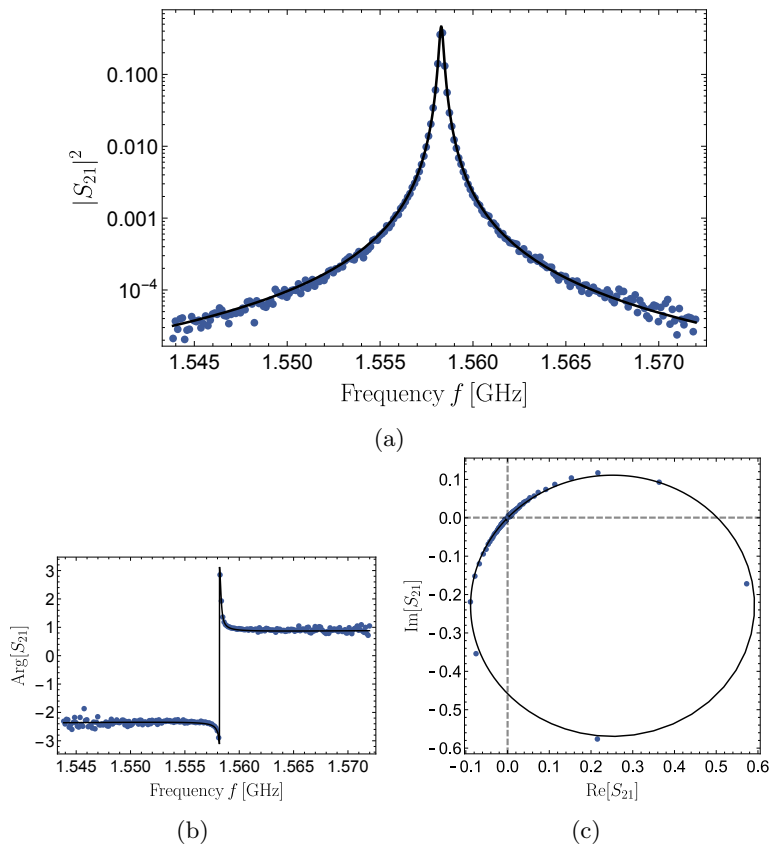 0.100
0.010
0.001
10⁻⁴
|S₂₁|²
1.545 1.550 1.555 1.560 1.565 1.570
Frequency f [GHz]
(a)
3
2
1
0
−1
−2
−3
Arg[S₂₁]
1.545 1.550 1.555 1.560 1.565 1.570
Frequency f [GHz]
(b)
0.1
0.0
−0.1
−0.2
−0.3
−0.4
−0.5
−0.6
Im[S₂₁]
−0.1 0.0 0.1 0.2 0.3 0.4 0.5 0.6
Re[S₂₁]
(c)